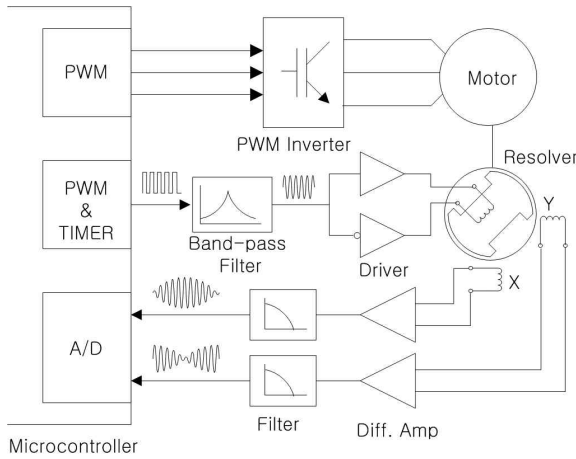 PWM
Motor
PWM Inverter
Resolver
PWM
&
TIMER
Band-pass
Filter
Driver
Y
X
A/D
Filter
Diff. Amp
Microcontroller